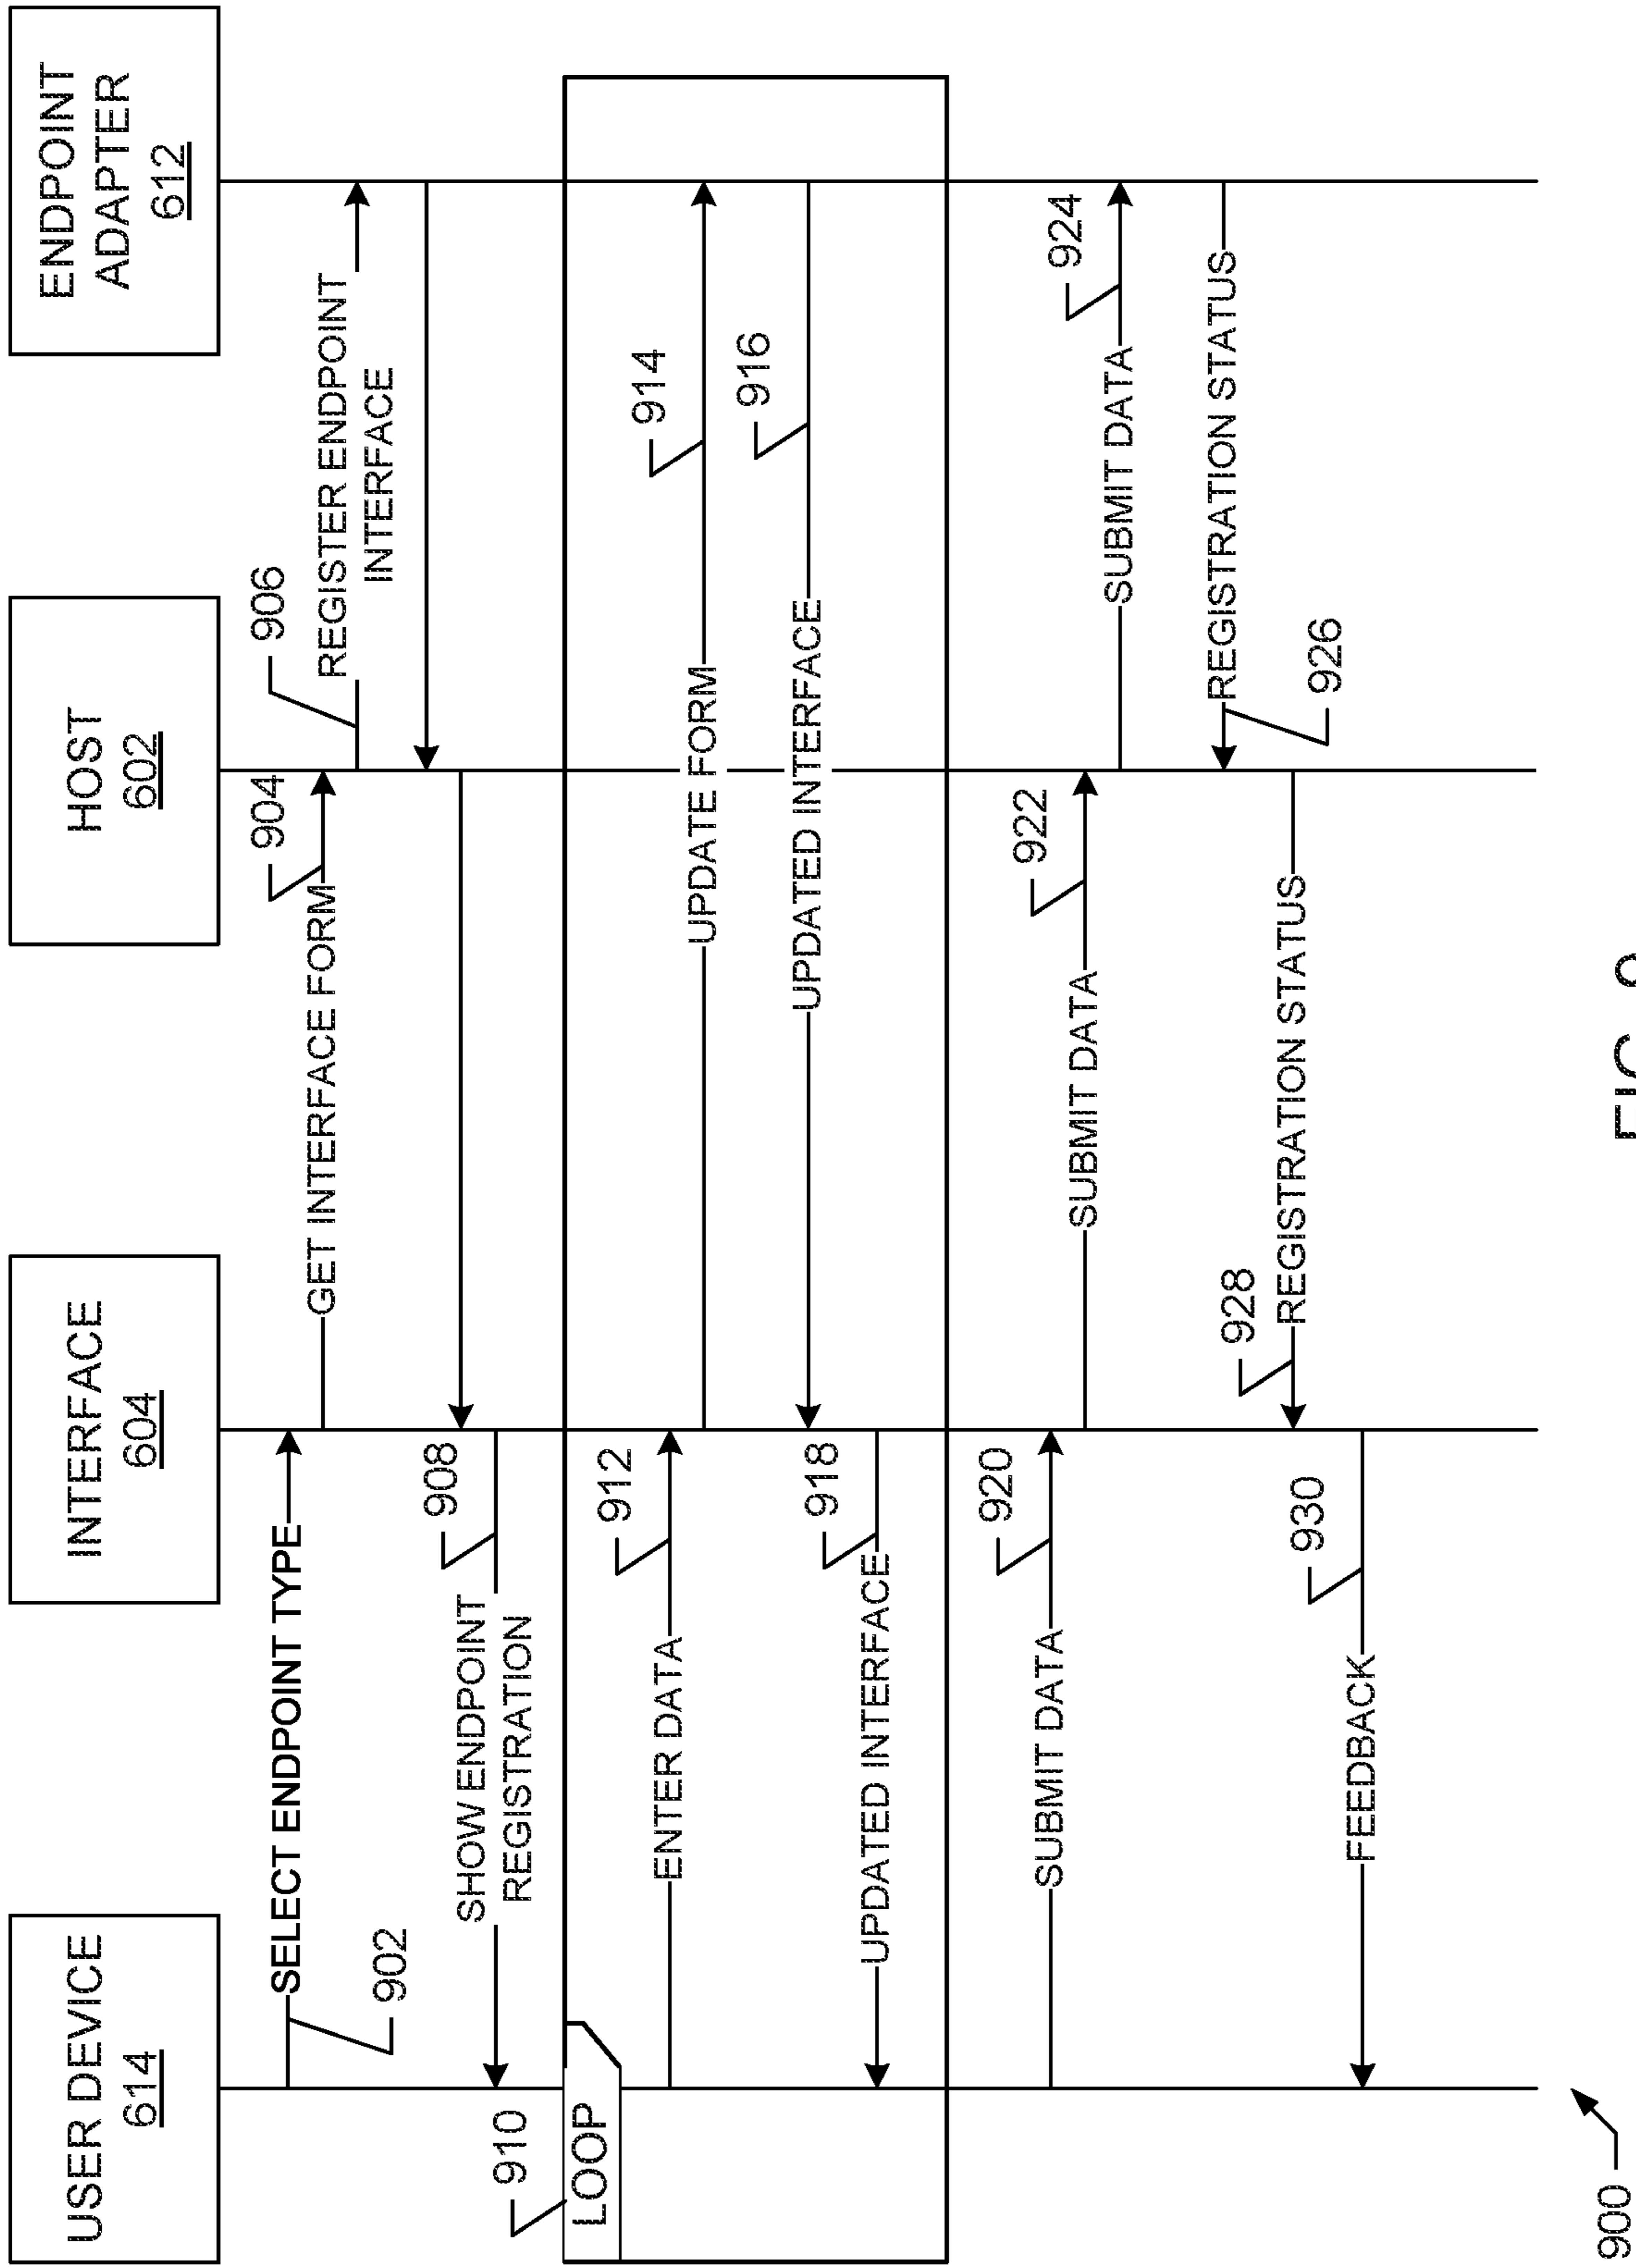 USER DEVICE
614
INTERFACE
604
HOST
602
ENDPOINT
ADAPTER
612
SELECT ENDPOINT TYPE
902
GET INTERFACE FORM
904
906
REGISTER ENDPOINT
INTERFACE
908
SHOW ENDPOINT
REGISTRATION
910
LOOP
ENTER DATA
912
UPDATE FORM
914
UPDATED INTERFACE
916
UPDATED INTERFACE
918
SUBMIT DATA
920
SUBMIT DATA
922
SUBMIT DATA
924
REGISTRATION STATUS
926
928
REGISTRATION STATUS
FEEDBACK
930
900